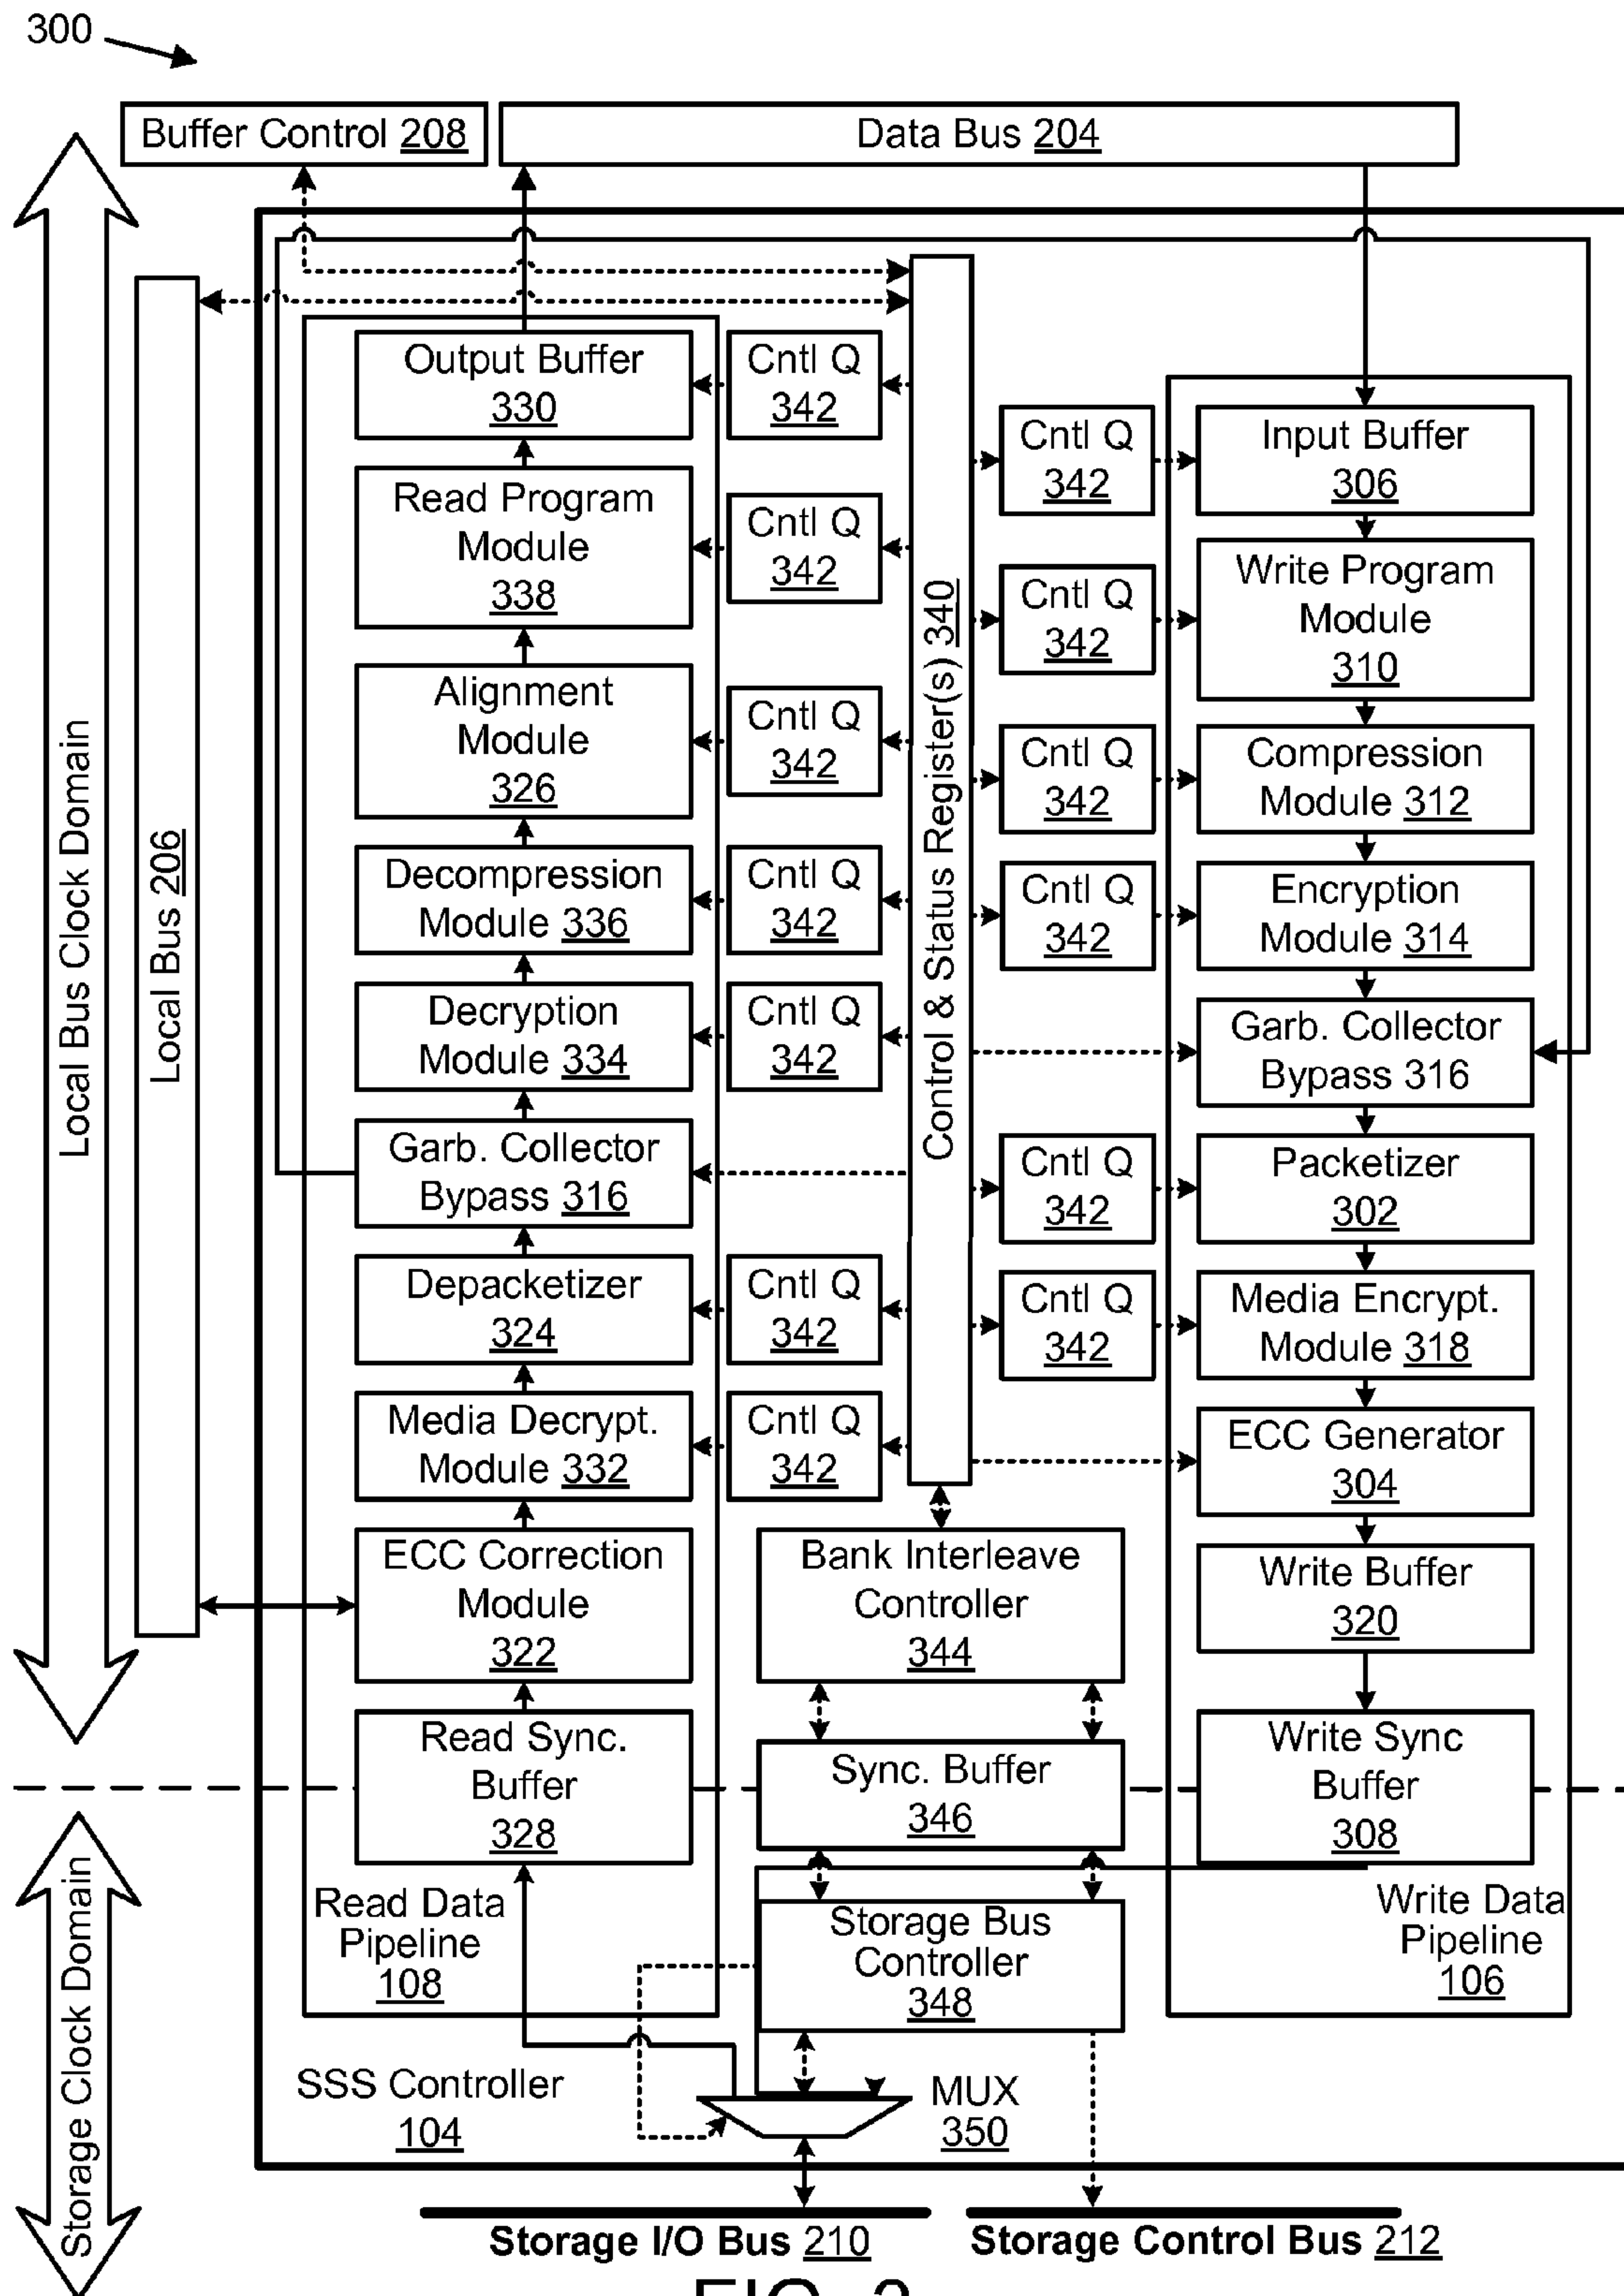 300
Buffer Control 208
Data Bus 204
Local Bus Clock Domain
Local Bus 206
Output Buffer
330
Cntl Q
342
Read Program
Module
338
Cntl Q
342
Alignment
Module
326
Cntl Q
342
Decompression
Module 336
Cntl Q
342
Decryption
Module 334
Cntl Q
342
Garb. Collector
Bypass 316
Depacketizer
324
Cntl Q
342
Media Decrypt.
Module 332
Cntl Q
342
ECC Correction
Module
322
Read Sync.
Buffer
328
Read Data
Pipeline
108
Control & Status Register(s) 340
Bank Interleave
Controller
344
Sync. Buffer
346
Storage Bus
Controller
348
Cntl Q
342
Input Buffer
306
Cntl Q
342
Write Program
Module
310
Cntl Q
342
Compression
Module 312
Cntl Q
342
Encryption
Module 314
Garb. Collector
Bypass 316
Cntl Q
342
Packetizer
302
Cntl Q
342
Media Encrypt.
Module 318
ECC Generator
304
Write Buffer
320
Write Sync
Buffer
308
Write Data
Pipeline
106
Storage Clock Domain
SSS Controller
104
MUX
350
Storage I/O Bus 210
Storage Control Bus 212